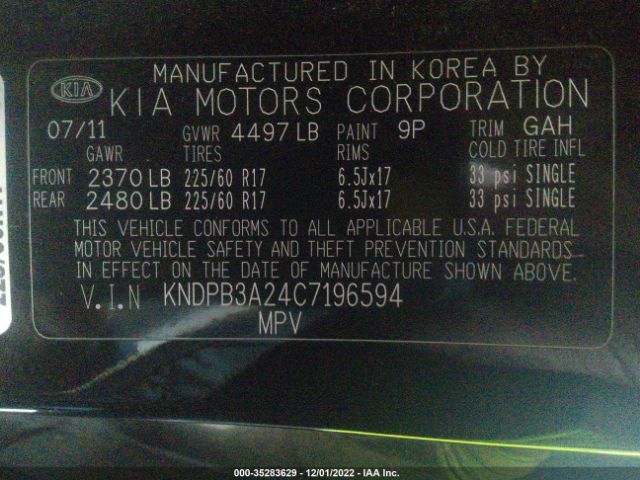 MANUFACTURED IN KOREA BY
KIA KIA MOTORS CORPORATION
07/11 GVWR 4497 LB PAINT 9P TRIM GAH
GAWR TIRES RIMS COLD TIRE INFL
FRONT 2370 LB 225/60 R17 6.5Jx17 33 psi SINGLE
REAR 2480 LB 225/60 R17 6.5Jx17 33 psi SINGLE
THIS VEHICLE CONFORMS TO ALL APPLICABLE U.S.A. FEDERAL
MOTOR VEHICLE SAFETY AND THEFT PREVENTION STANDARDS
IN EFFECT ON THE DATE OF MANUFACTURE SHOWN ABOVE.
V.I.N KNDPB3A24C7196594
MPV
000-35283629 - 12/01/2022 - IAA Inc.